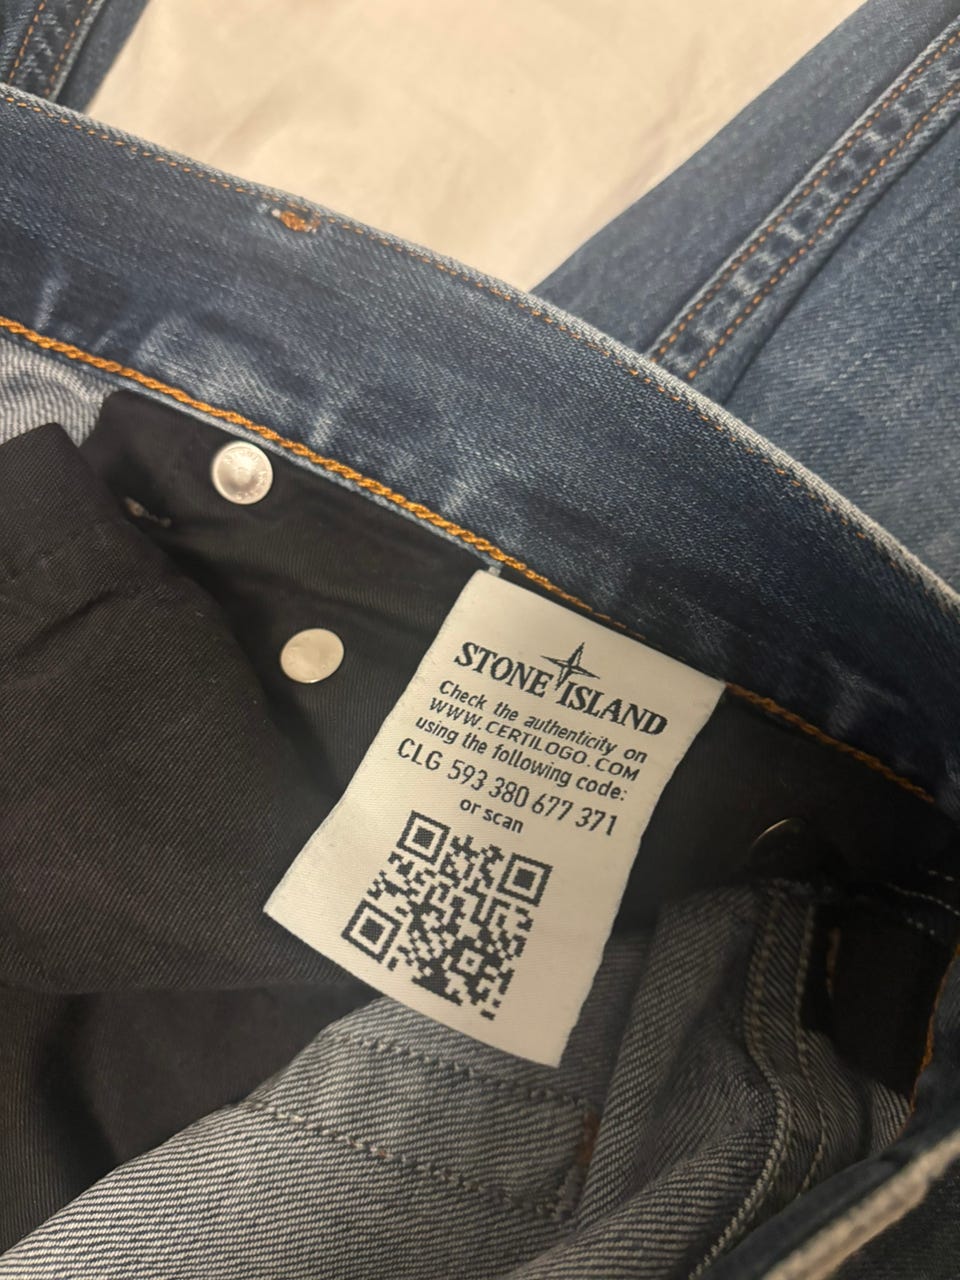 STONE ISLAND
Check the authenticity on
WWW.CERTILOGO.COM
using the following code:
CLG 593 380 677 371
or scan